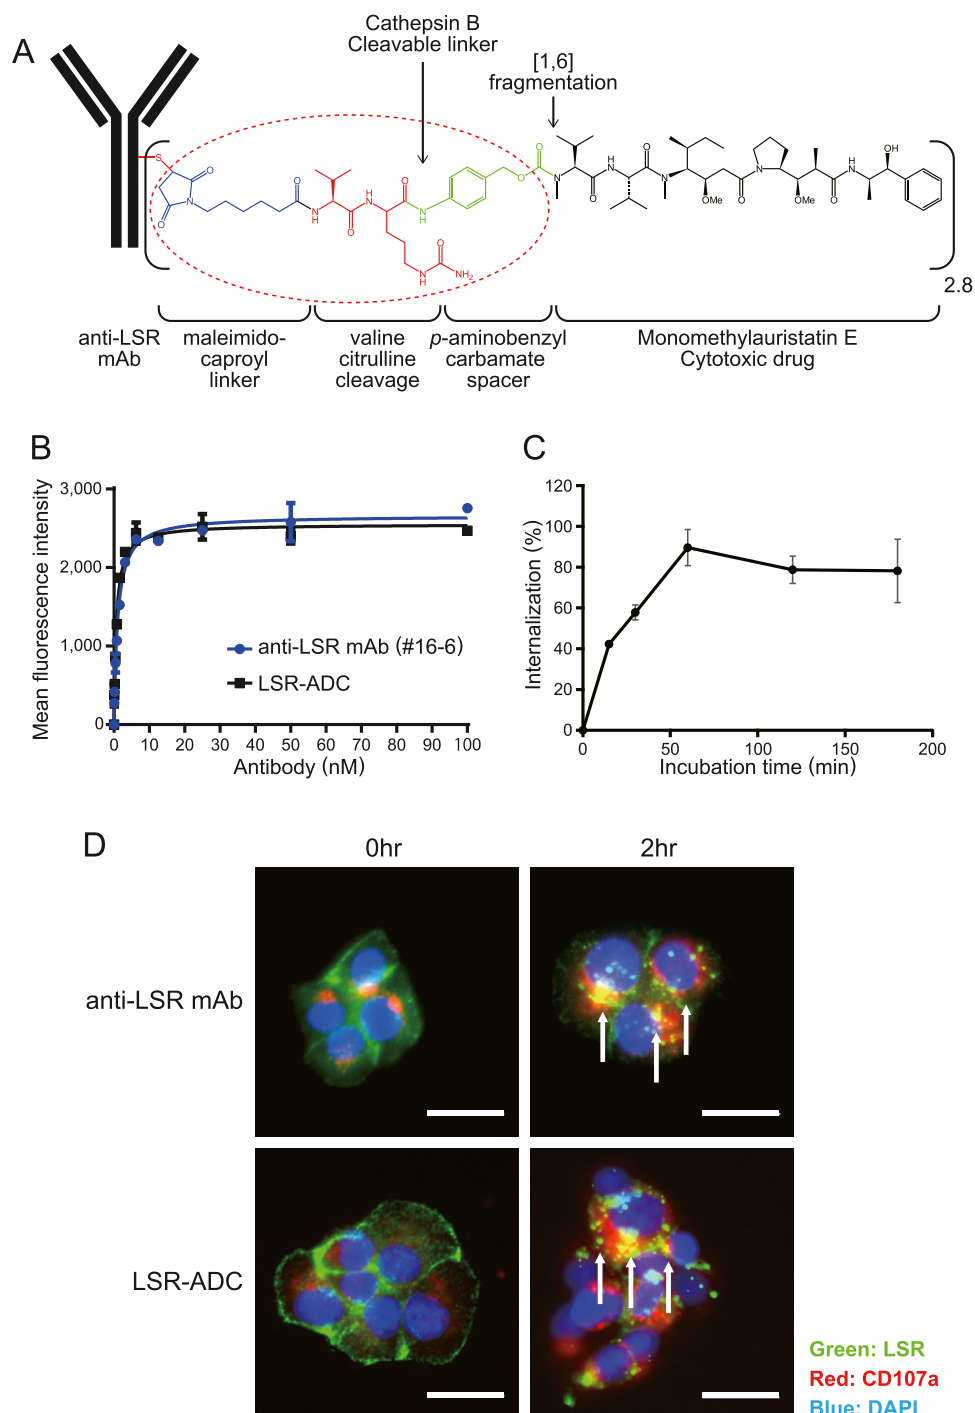 A
Cathepsin B
Cleavable linker
[1,6]
fragmentation
S
O
O
N
O
N
H
O
N
H
O
N
H
O
N
H
O
NH2
O
O
N
O
H
N
O
N
OMe
O
N
OMe
O
H
N
OH
2.8
anti-LSR
mAb
maleimido-
caproyl
linker
valine
citrulline
cleavage
p-aminobenzyl
carbamate
spacer
Monomethylauristatin E
Cytotoxic drug
B
Mean fluorescence intensity
3,000
2,000
1,000
0
0 10 20 30 40 50 60 70 80 90 100
Antibody (nM)
anti-LSR mAb (#16-6)
LSR-ADC
C
Internalization (%)
120
100
80
60
40
20
0
0 50 100 150 200
Incubation time (min)
D
0hr 2hr
anti-LSR mAb
LSR-ADC
Green: LSR
Red: CD107a
Blue: DAPI